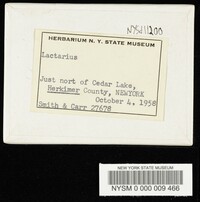 NYSM11200
HERBARIUM N. Y. STATE MUSEUM
Lactarius
Just nort of Cedar Lake,
Herkimer County, NEWYORK
October 4, 1958
Smith & Carr 27678
NEW YORK STATE MUSEUM
NYSM 0 000 009 466